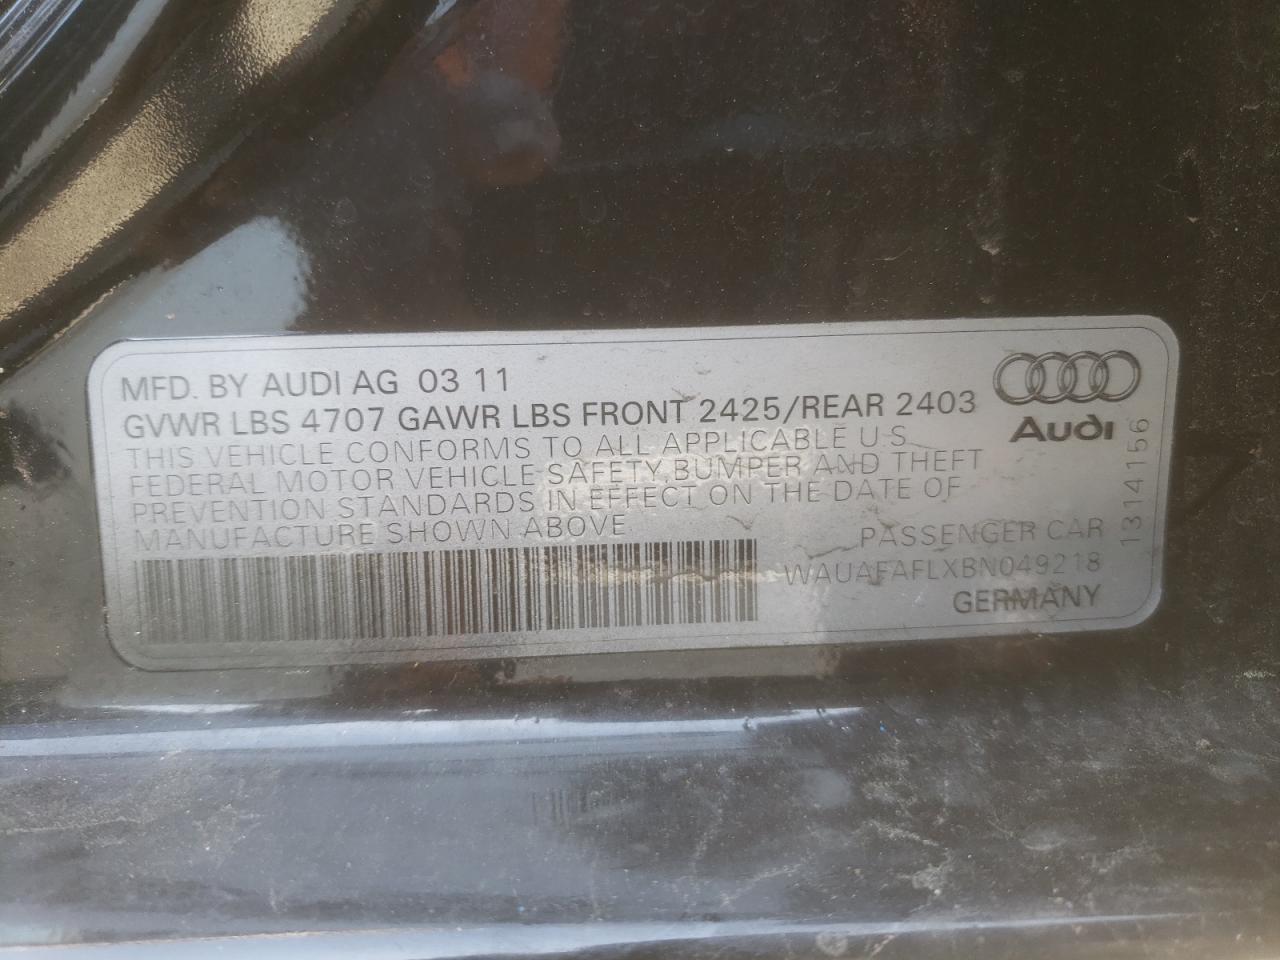 MFD. BY AUDI AG 03 11
GVWR LBS 4707 GAWR LBS FRONT 2425/REAR 2403
THIS VEHICLE CONFORMS TO ALL APPLICABLE U.S.
FEDERAL MOTOR VEHICLE SAFETY,BUMPER AND THEFT
PREVENTION STANDARDS IN EFFECT ON THE DATE OF
MANUFACTURE SHOWN ABOVE
PASSENGER CAR
WAUAFAFLXBN049218
GERMANY
Audi
1314156